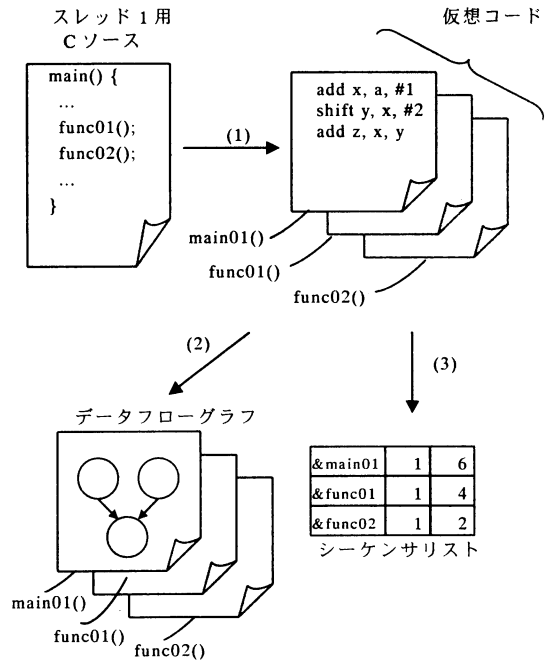 スレッド1用
Cソース
main() {
...
func01();
func02();
...
}
(1)
仮想コード
add x, a, #1
shift y, x, #2
add z, x, y
main01()
func01()
func02()
(2)
(3)
データフローグラフ
main01()
func01()
func02()
&main01 1 6
&func01 1 4
&func02 1 2
シーケンサリスト